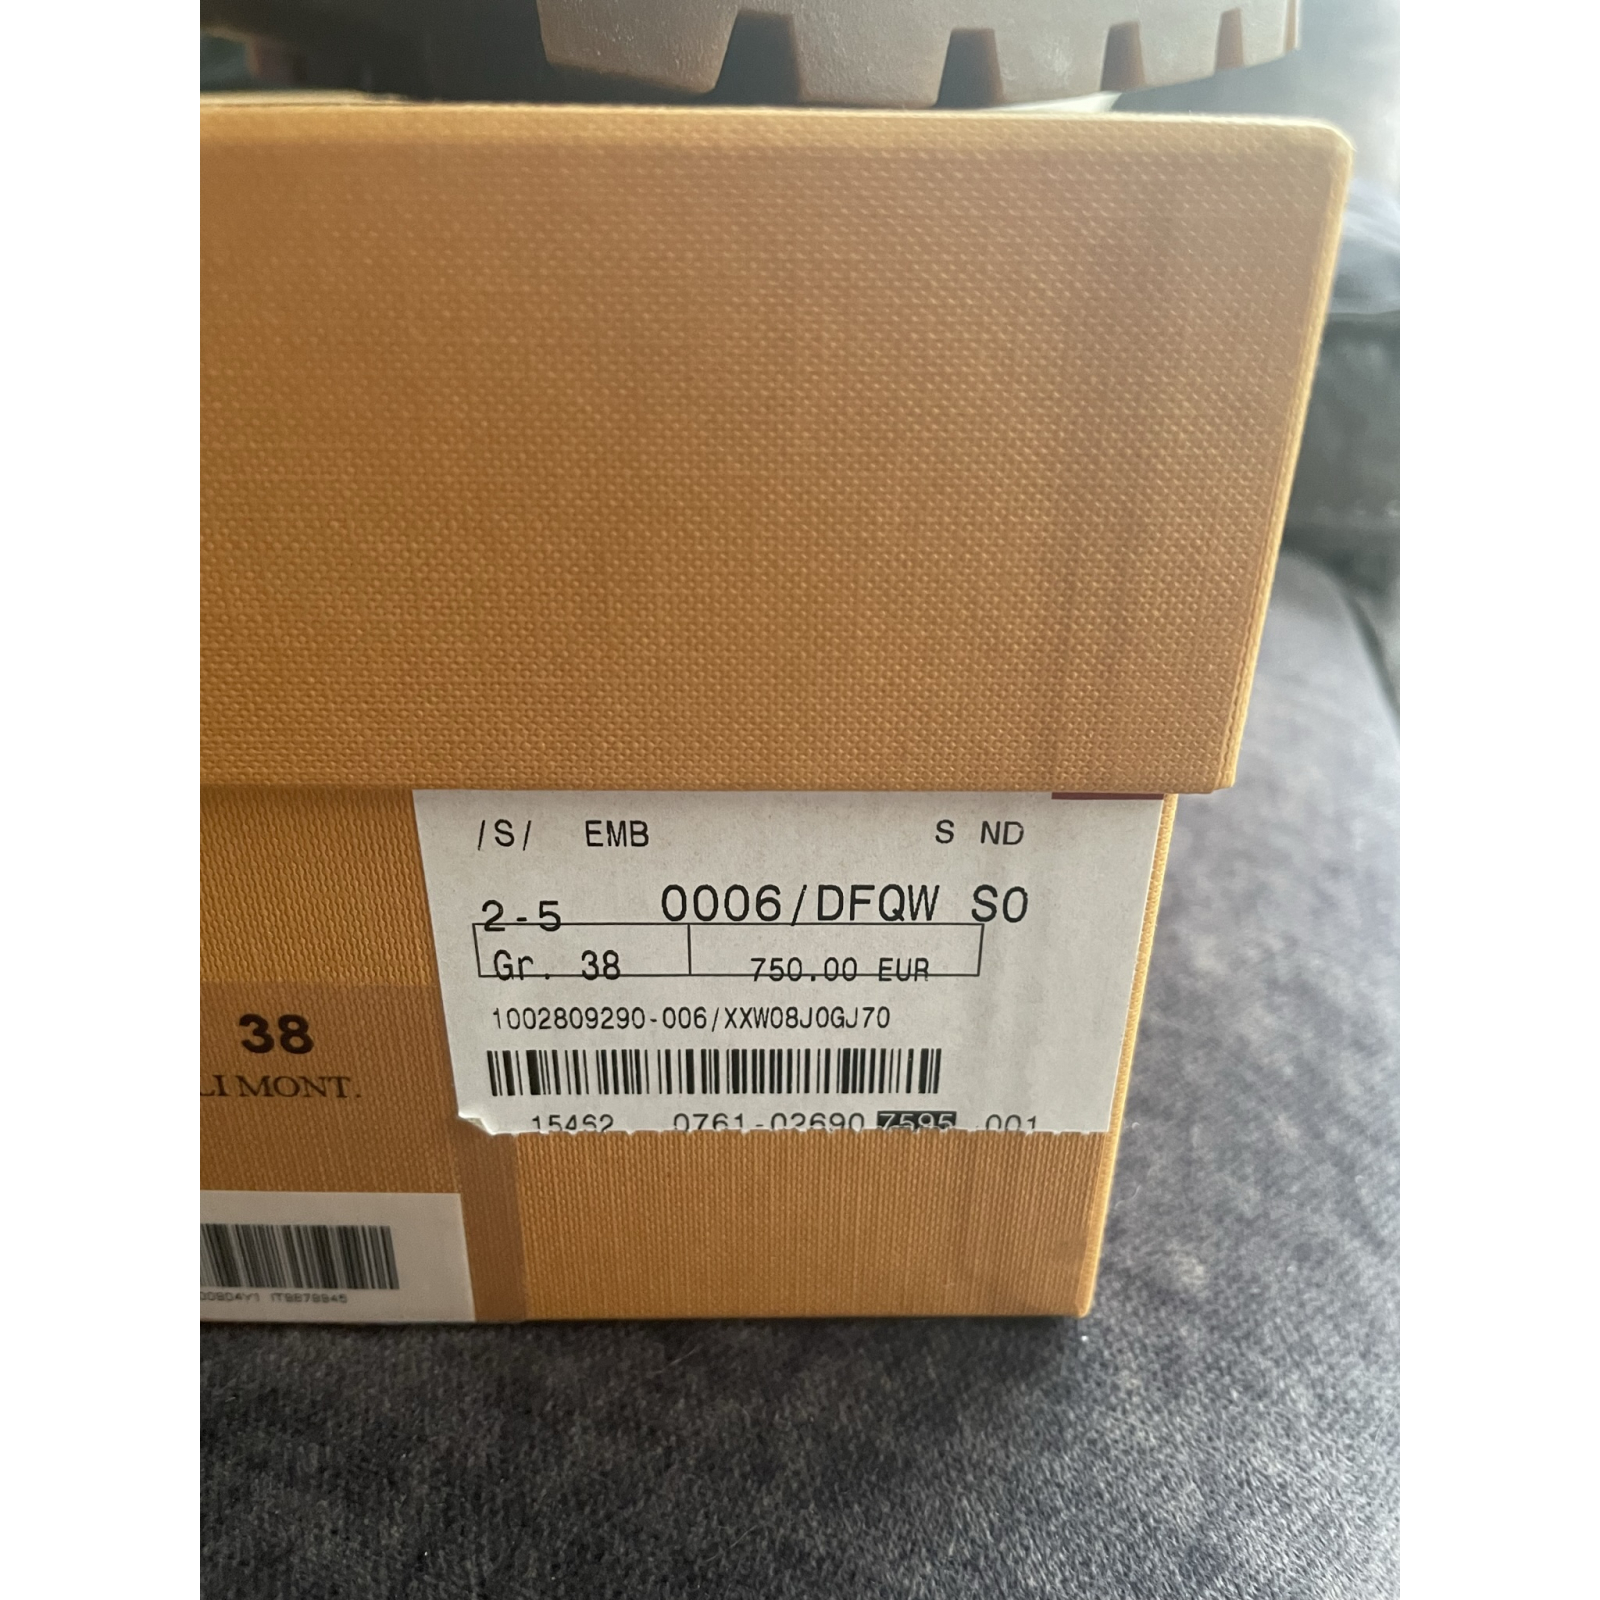 /S/ EMB S ND
2-5 0006/DFQW SO
Gr. 38 750.00 EUR
1002809290-006/XXW08J0GJ70
15462 0761-02690 7595 001
38
LI MONT.